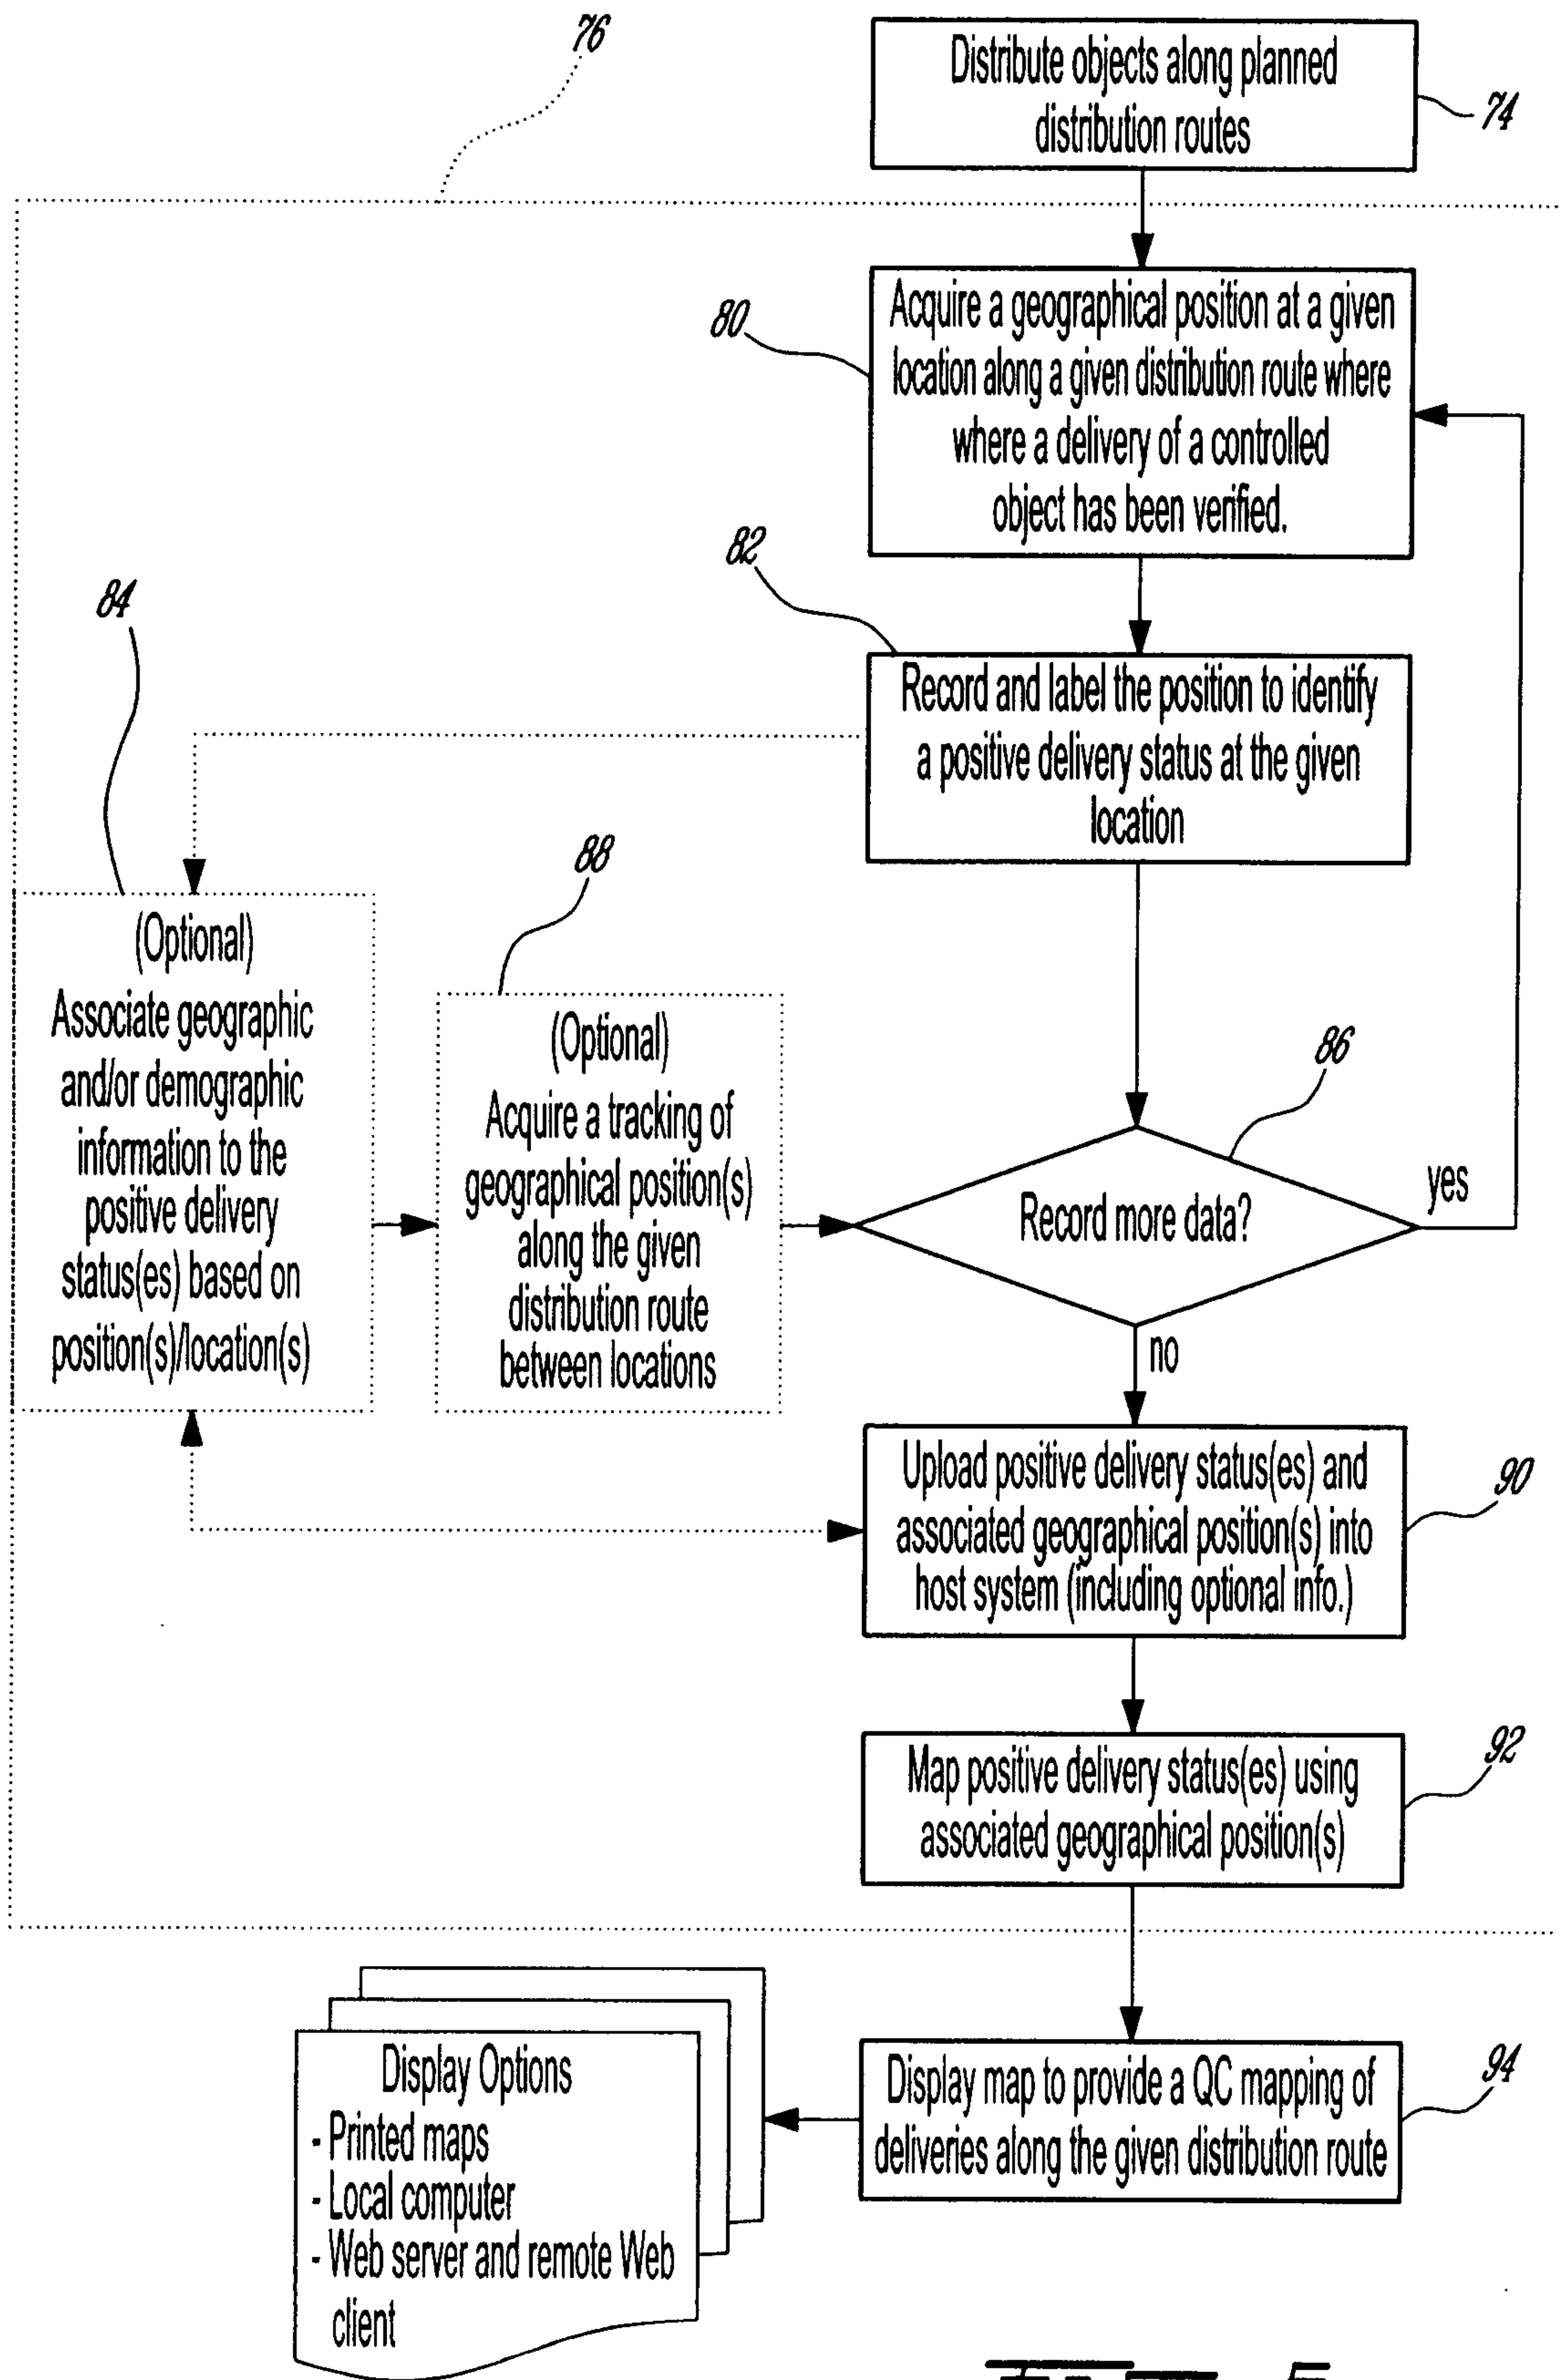 76
Distribute objects along planned
distribution routes
74
80
Acquire a geographical position at a given
location along a given distribution route where
where a delivery of a controlled
object has been verified.
82
Record and label the position to identify
a positive delivery status at the given
location
84
(Optional)
Associate geographic
and/or demographic
information to the
positive delivery
status(es) based on
position(s)/location(s)
88
(Optional)
Acquire a tracking of
geographical position(s)
along the given
distribution route
between locations
86
Record more data?
yes
no
Upload positive delivery status(es) and
associated geographical position(s) into
host system (including optional info.)
90
Map positive delivery status(es) using
associated geographical position(s)
92
Display map to provide a QC mapping of
deliveries along the given distribution route
94
Display Options
- Printed maps
- Local computer
- Web server and remote Web
client